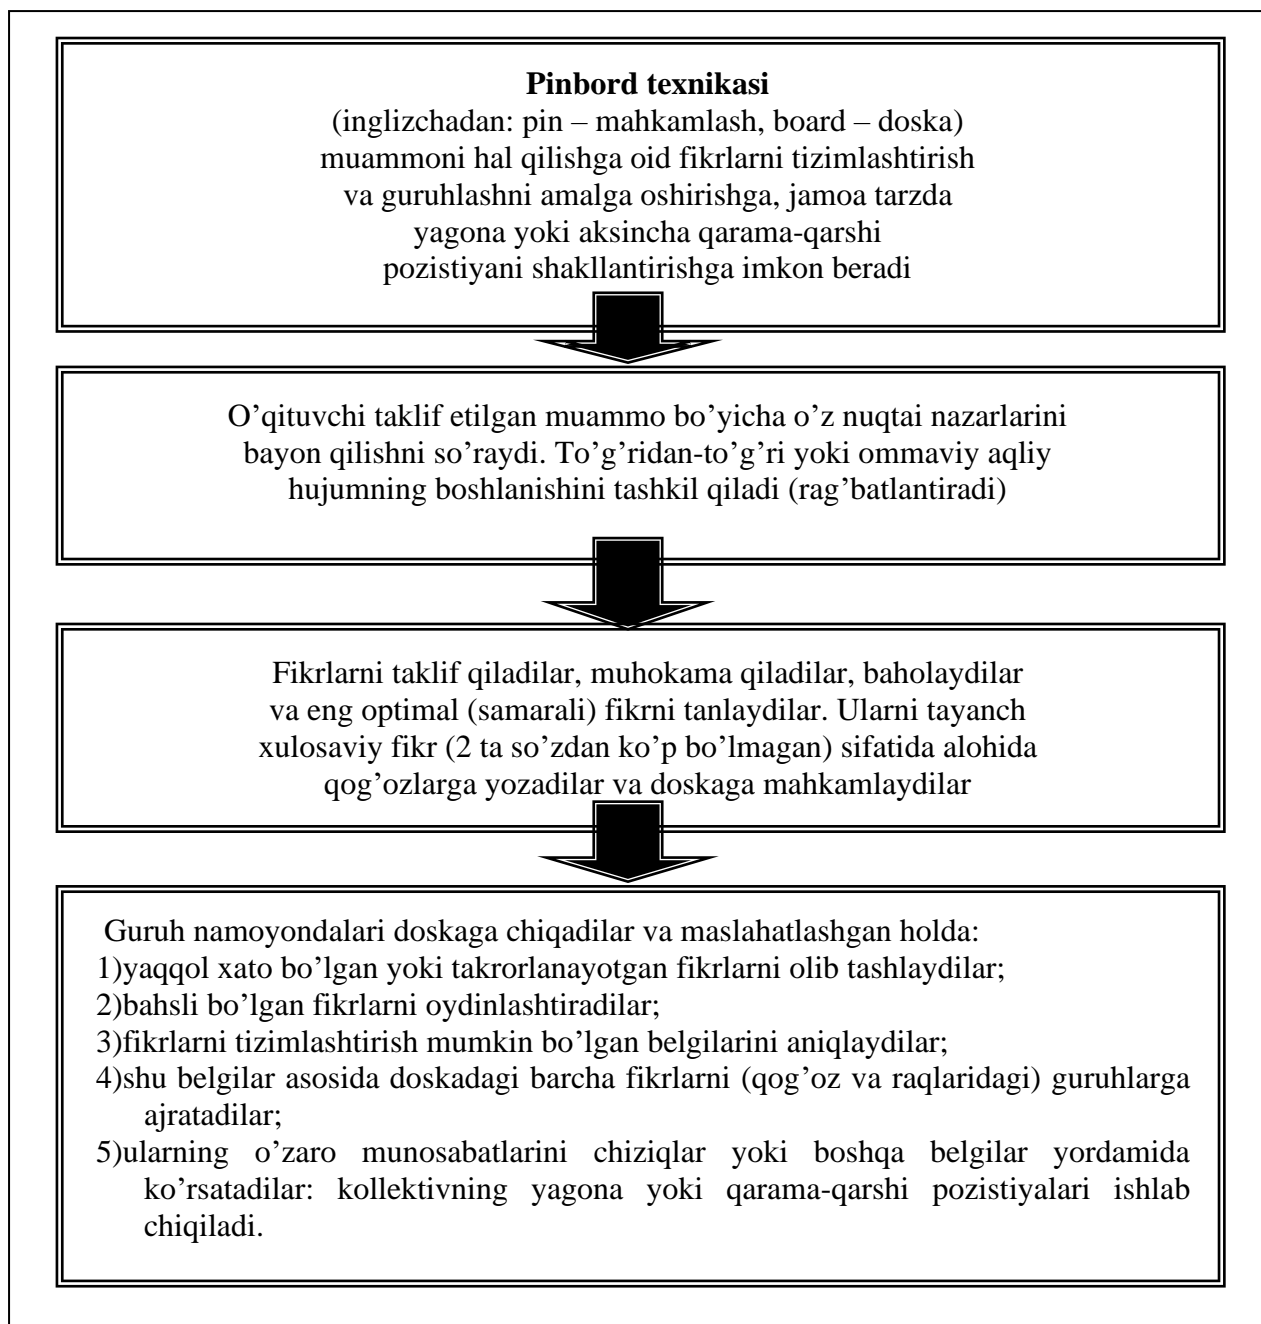 Pinbord texnikasi
(inglizchadan: pin – mahkamlash, board – doska)
muammoni hal qilishga oid fikrlarni tizimlashtirish
va guruhlashni amalga oshirishga, jamoa tarzda
yagona yoki aksincha qarama-qarshi
pozistiyani shakllantirishga imkon beradi
O’qituvchi taklif etilgan muammo bo’yicha o’z nuqtai nazarlarini
bayon qilishni so’raydi. To’g’ridan-to’g’ri yoki ommaviy aqliy
hujumning boshlanishini tashkil qiladi (rag’batlantiradi)
Fikrlarni taklif qiladilar, muhokama qiladilar, baholaydilar
va eng optimal (samarali) fikrni tanlaydilar. Ularni tayanch
xulosaviy fikr (2 ta so’zdan ko’p bo’lmagan) sifatida alohida
qog’ozlarga yozadilar va doskaga mahkamlaydilar
Guruh namoyondalari doskaga chiqadilar va maslahatlashgan holda:
1)yaqqol xato bo’lgan yoki takrorlanayotgan fikrlarni olib tashlaydilar;
2)bahsli bo’lgan fikrlarni oydinlashtiradilar;
3)fikrlarni tizimlashtirish mumkin bo’lgan belgilarini aniqlaydilar;
4)shu belgilar asosida doskadagi barcha fikrlarni (qog’oz va raqlaridagi) guruhlarga
ajratadilar;
5)ularning o’zaro munosabatlarini chiziqlar yoki boshqa belgilar yordamida
ko’rsatadilar: kollektivning yagona yoki qarama-qarshi pozistiyalari ishlab
chiqiladi.